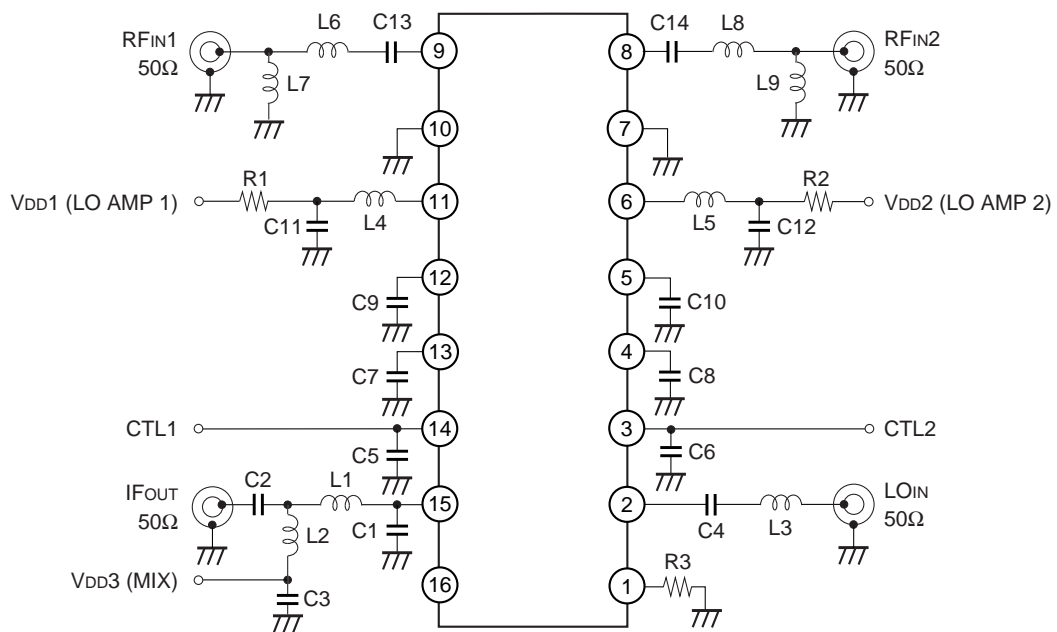 RFIN1
50Ω
L7
L6
C13
9
8
C14
L8
L9
RFIN2
50Ω
10
7
VDD1 (LO AMP 1)
R1
C11
L4
11
6
L5
C12
R2
VDD2 (LO AMP 2)
C9
12
5
C10
C7
13
4
C8
CTL1
C5
14
3
C6
CTL2
IFOUT
50Ω
C2
L1
L2
C1
15
2
C4
L3
LOIN
50Ω
VDD3 (MIX)
C3
16
1
R3